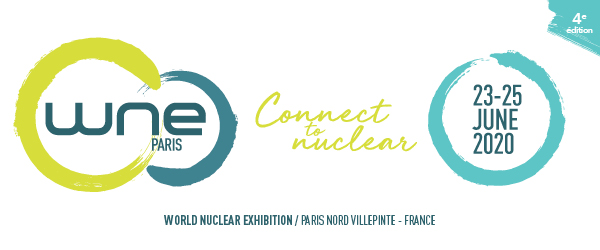 4e
édition
wne
PARIS
Connect
to
nuclear
23-25
JUNE
2020
WORLD NUCLEAR EXHIBITION / PARIS NORD VILLEPINTE - FRANCE